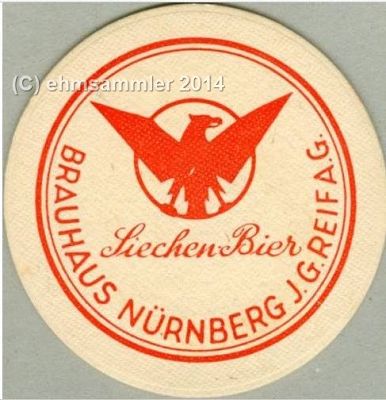 (C) ehmsammler 2014
Siechen-Bier
BRAUHAUS NÜRNBERG J.G.REIF A.G.